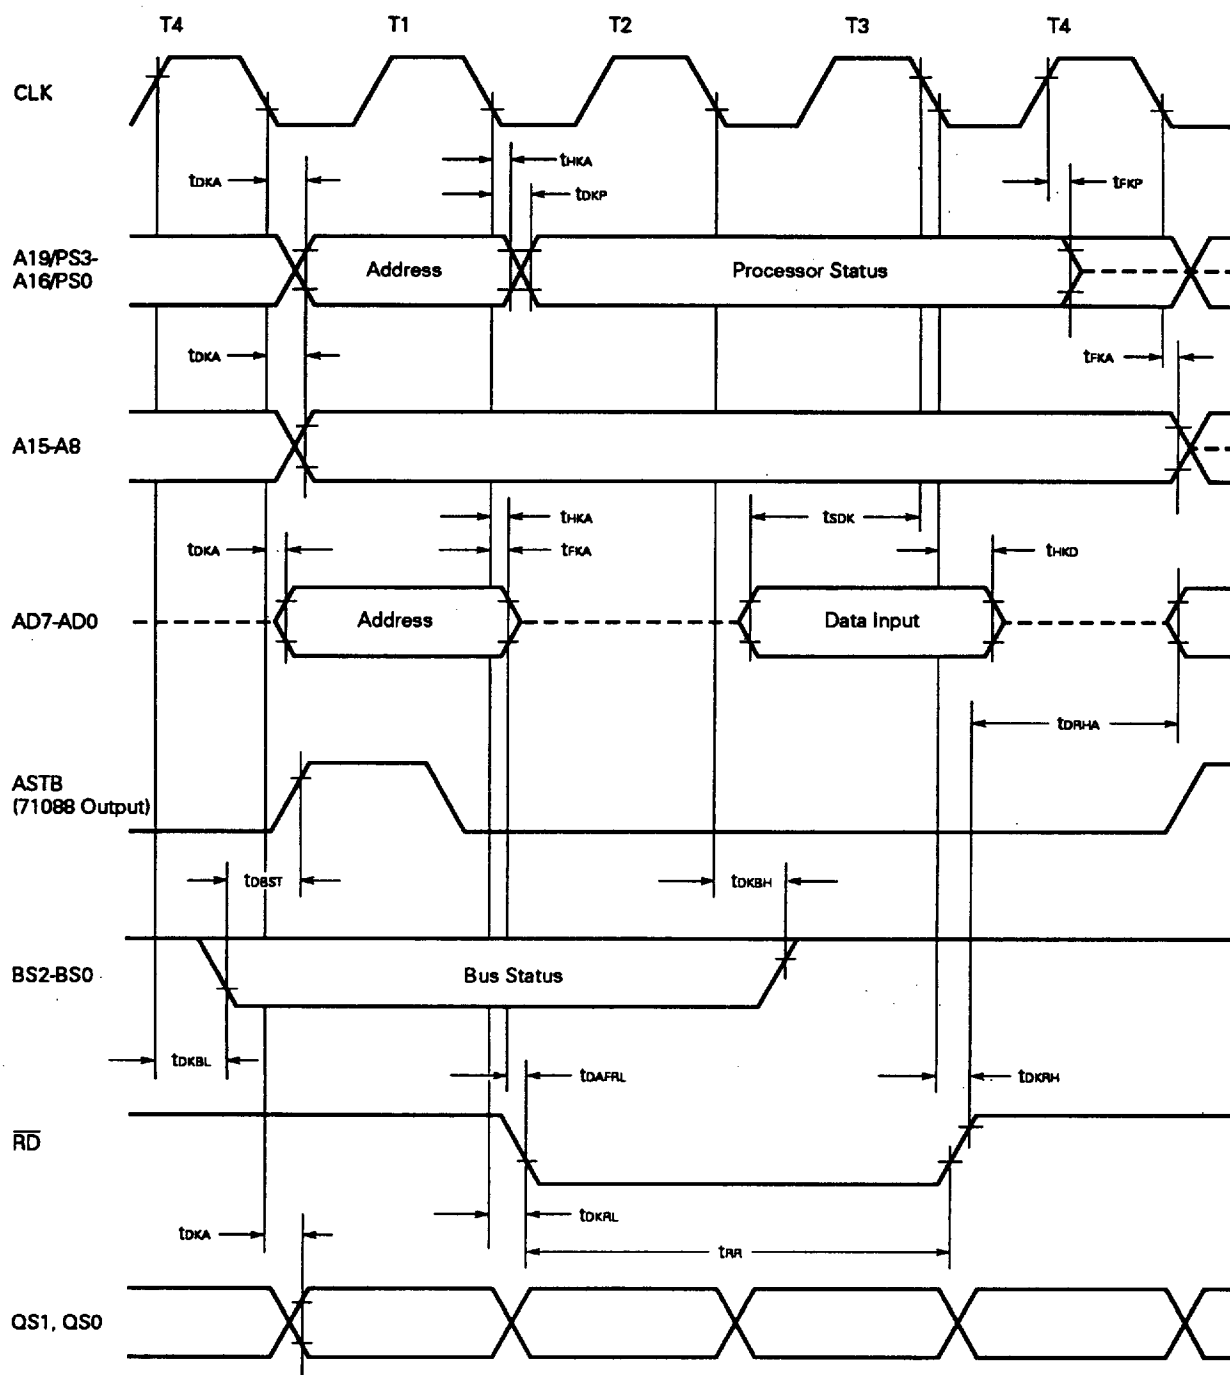 T4 T1 T2 T3 T4
CLK
tHKA
tDKA tDKP tFKP
A19/PS3-
A16/PS0
Address Processor Status
tDKA tFKA
A15-A8
tHKA tSDK
tDKA tFKA tHKD
AD7-AD0 Address Data Input
tDRHA
ASTB
(71088 Output)
tDBST tDKBH
BS2-BS0 Bus Status
tDKBL
tDAFRL tDKRH
RD
tDKRL
tDKA
tRR
QS1, QS0